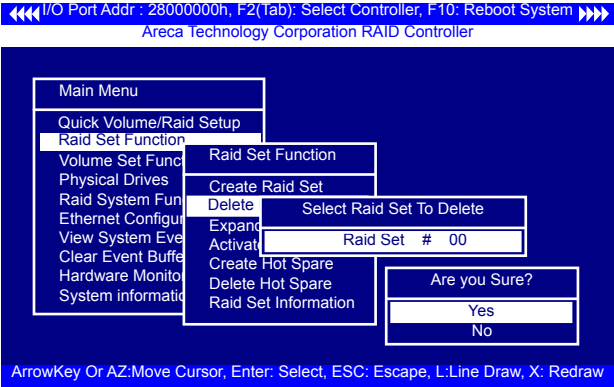 I/O Port Addr : 28000000h, F2(Tab): Select Controller, F10: Reboot System
Areca Technology Corporation RAID Controller
Main Menu
Quick Volume/Raid Setup
Raid Set Function
Volume Set Funct
Physical Drives
Raid System Fun
Ethernet Configur
View System Eve
Clear Event Buffe
Hardware Monito
System informatic
Raid Set Function
Create Raid Set
Delete
Expand
Activate
Create Hot Spare
Delete Hot Spare
Raid Set Information
Select Raid Set To Delete
Raid Set # 00
Are you Sure?
Yes
No
ArrowKey Or AZ:Move Cursor, Enter: Select, ESC: Escape, L:Line Draw, X: Redraw